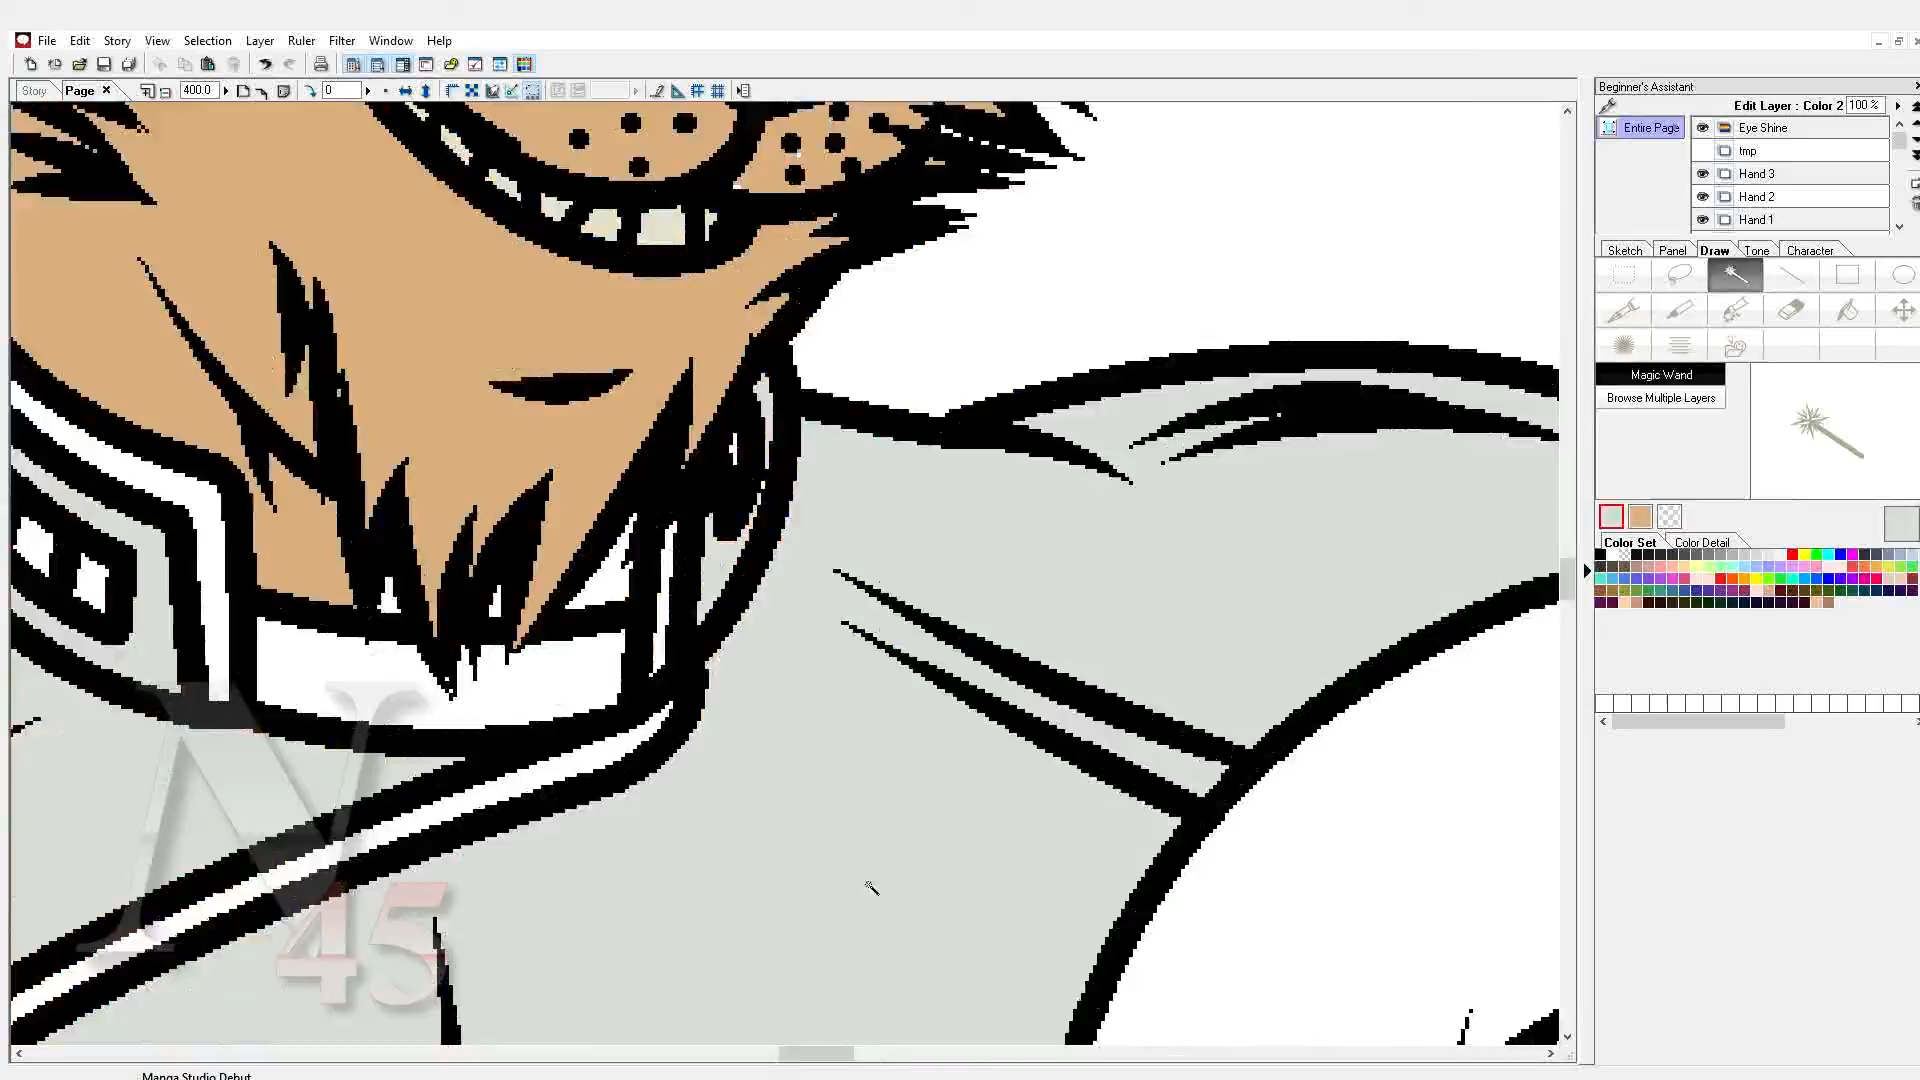 File Edit Story View Selection Layer Ruler Filter Window Help
Story Page 400.0 0
Beginner's Assistant
Edit Layer : Color 2 100 %
Entire Page
Eye Shine
tmp
Hand 3
Hand 2
Hand 1
Sketch Panel Draw Tone Character
Magic Wand
Browse Multiple Layers
Color Set Color Detail
N
45
Manga Studio Debut